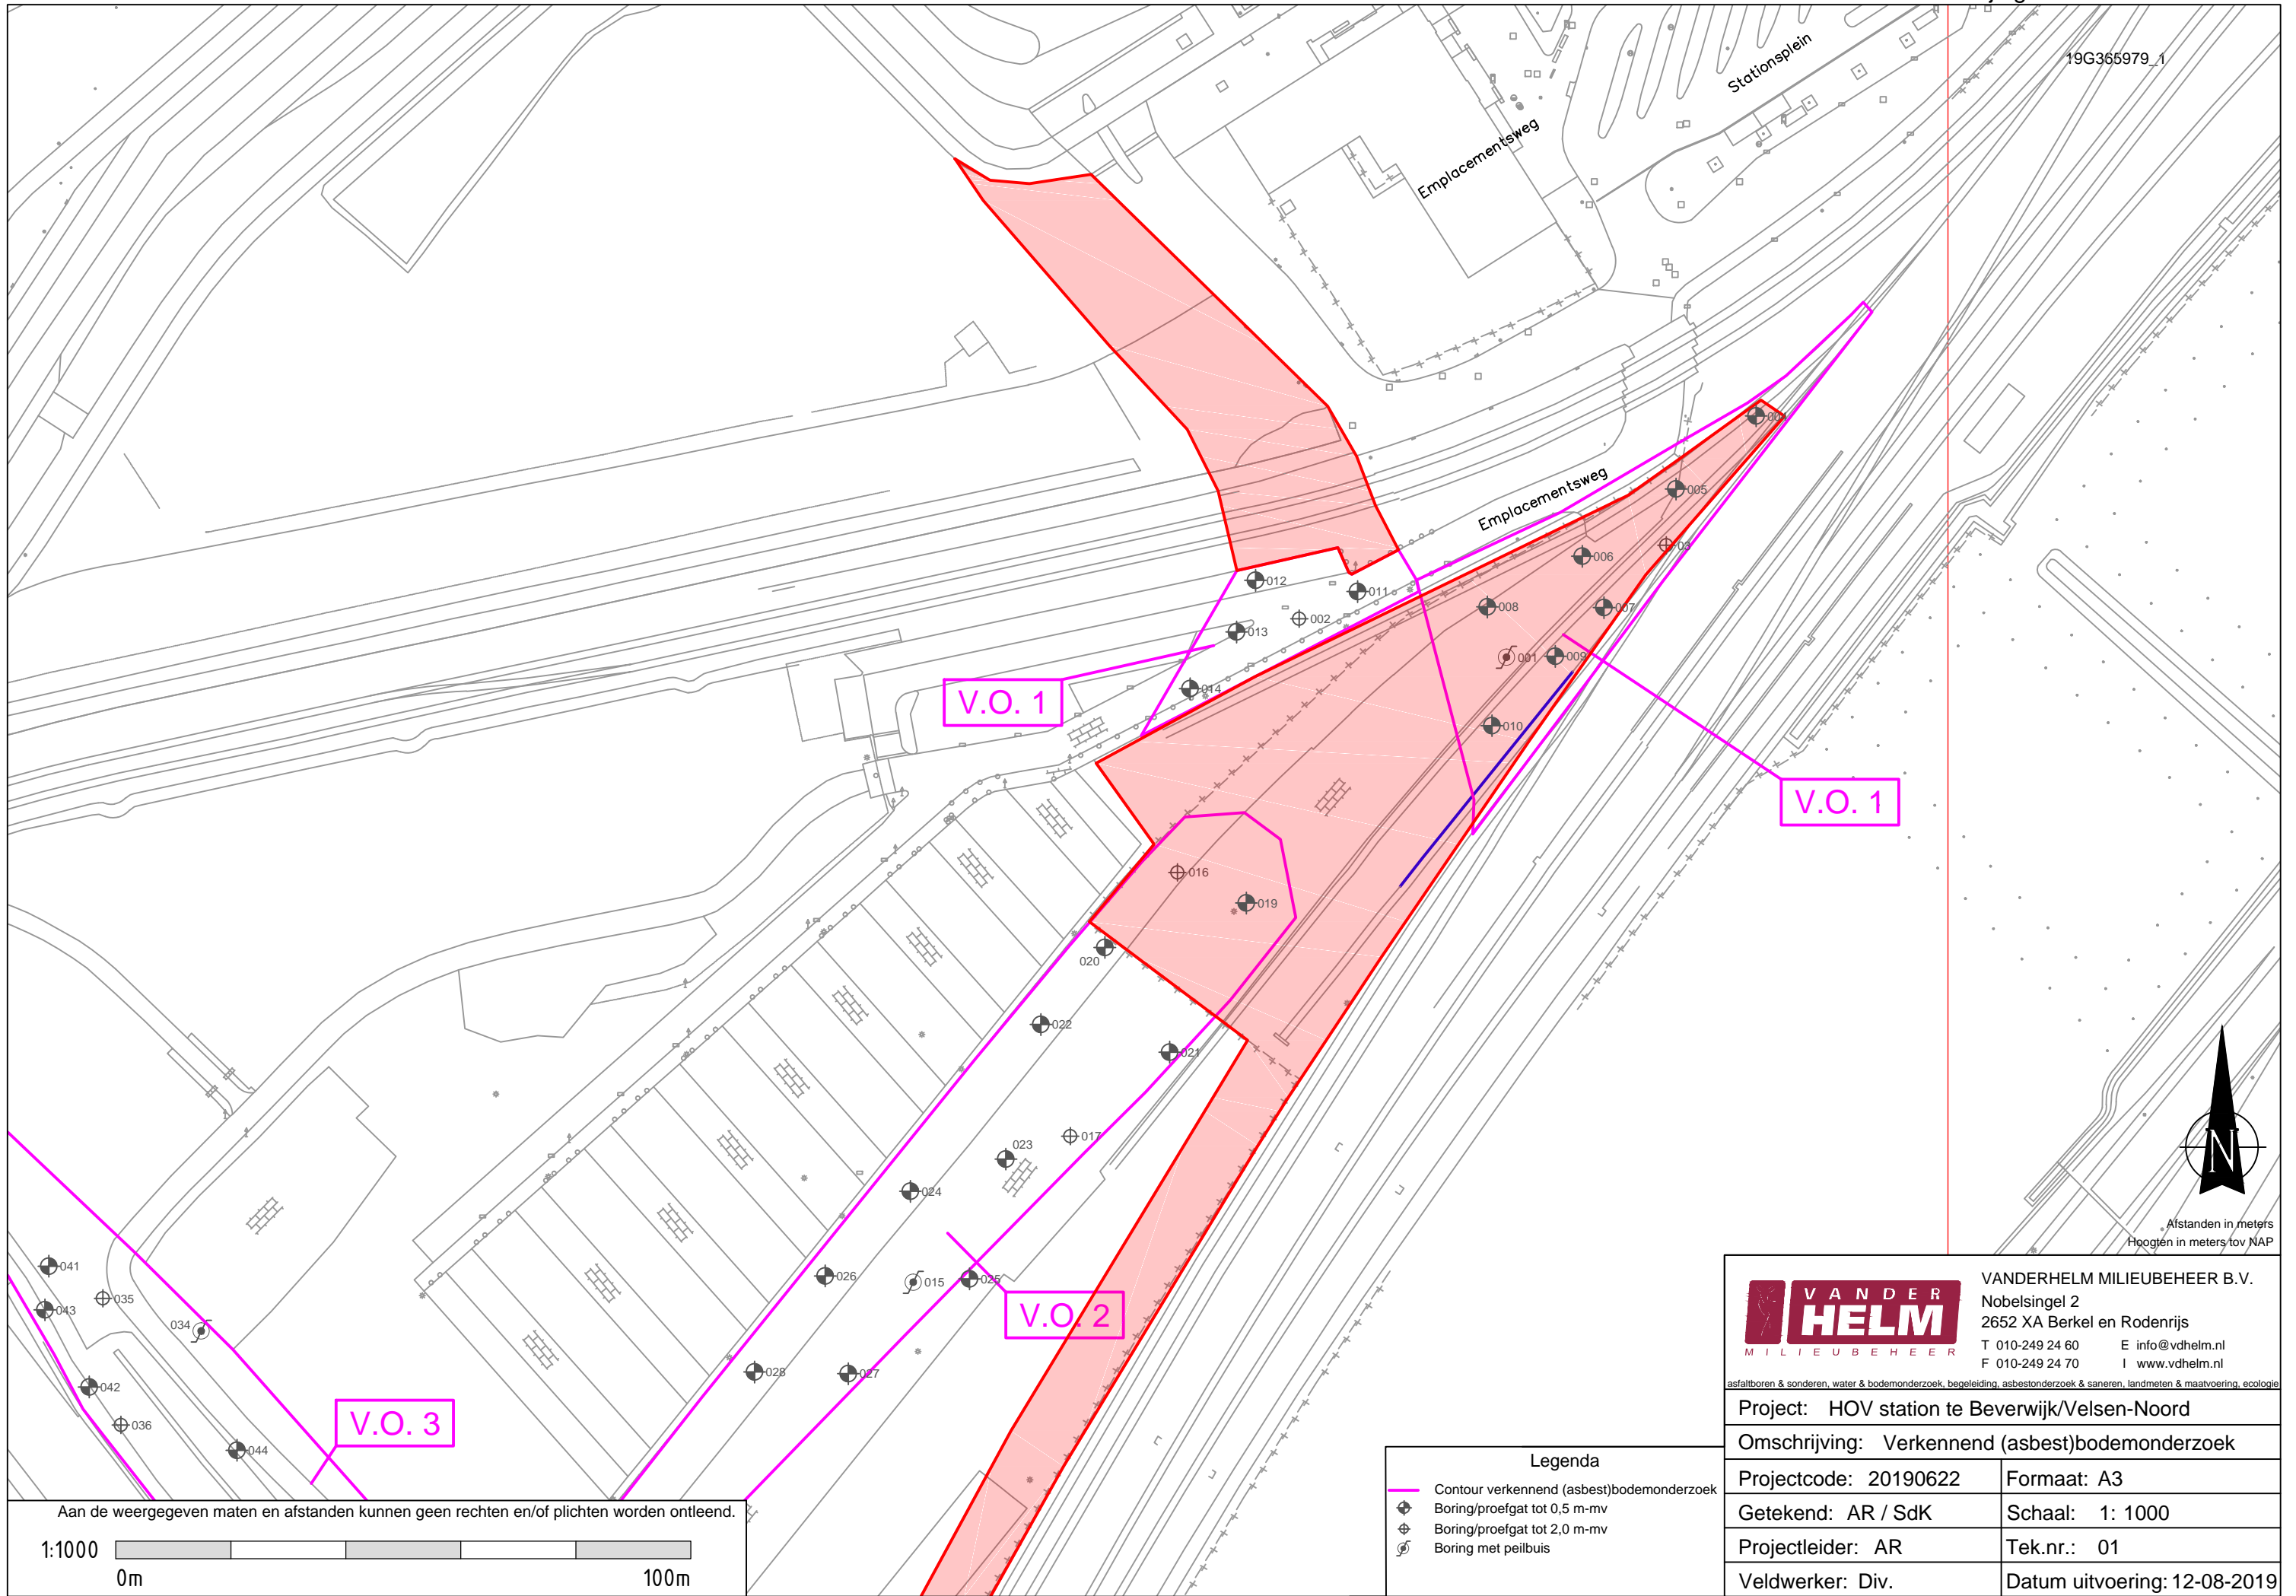 19G365979_1
Stationsplein
Emplacementsweg
Emplacementsweg
005
03
006
012
011
008
007
002
013
001
009
014
V.O. 1
010
V.O. 1
016
019
020
022
021
017
023
024
041
026
015
025
035
043
V.O. 2
034
028
027
042
036
V.O. 3
044
Afstanden in meters
Hoogten in meters tov NAP
VANDER
HELM
MILIEUBEHEER
VANDERHELM MILIEUBEHEER B.V.
Nobelsingel 2
2652 XA Berkel en Rodenrijs
T 010-249 24 60 E info@vdhelm.nl
F 010-249 24 70 I www.vdhelm.nl
asfaltboren & sonderen, water & bodemonderzoek, begeleiding, asbestonderzoek & saneren, landmeten & maatvoering, ecologie
Project: HOV station te Beverwijk/Velsen-Noord
Omschrijving: Verkennend (asbest)bodemonderzoek
Projectcode: 20190622 Formaat: A3
Getekend: AR / SdK Schaal: 1: 1000
Projectleider: AR Tek.nr.: 01
Veldwerker: Div. Datum uitvoering: 12-08-2019
Legenda
Contour verkennend (asbest)bodemonderzoek
Boring/proefgat tot 0,5 m-mv
Boring/proefgat tot 2,0 m-mv
Boring met peilbuis
Aan de weergegeven maten en afstanden kunnen geen rechten en/of plichten worden ontleend.
1:1000
0m 100m
N